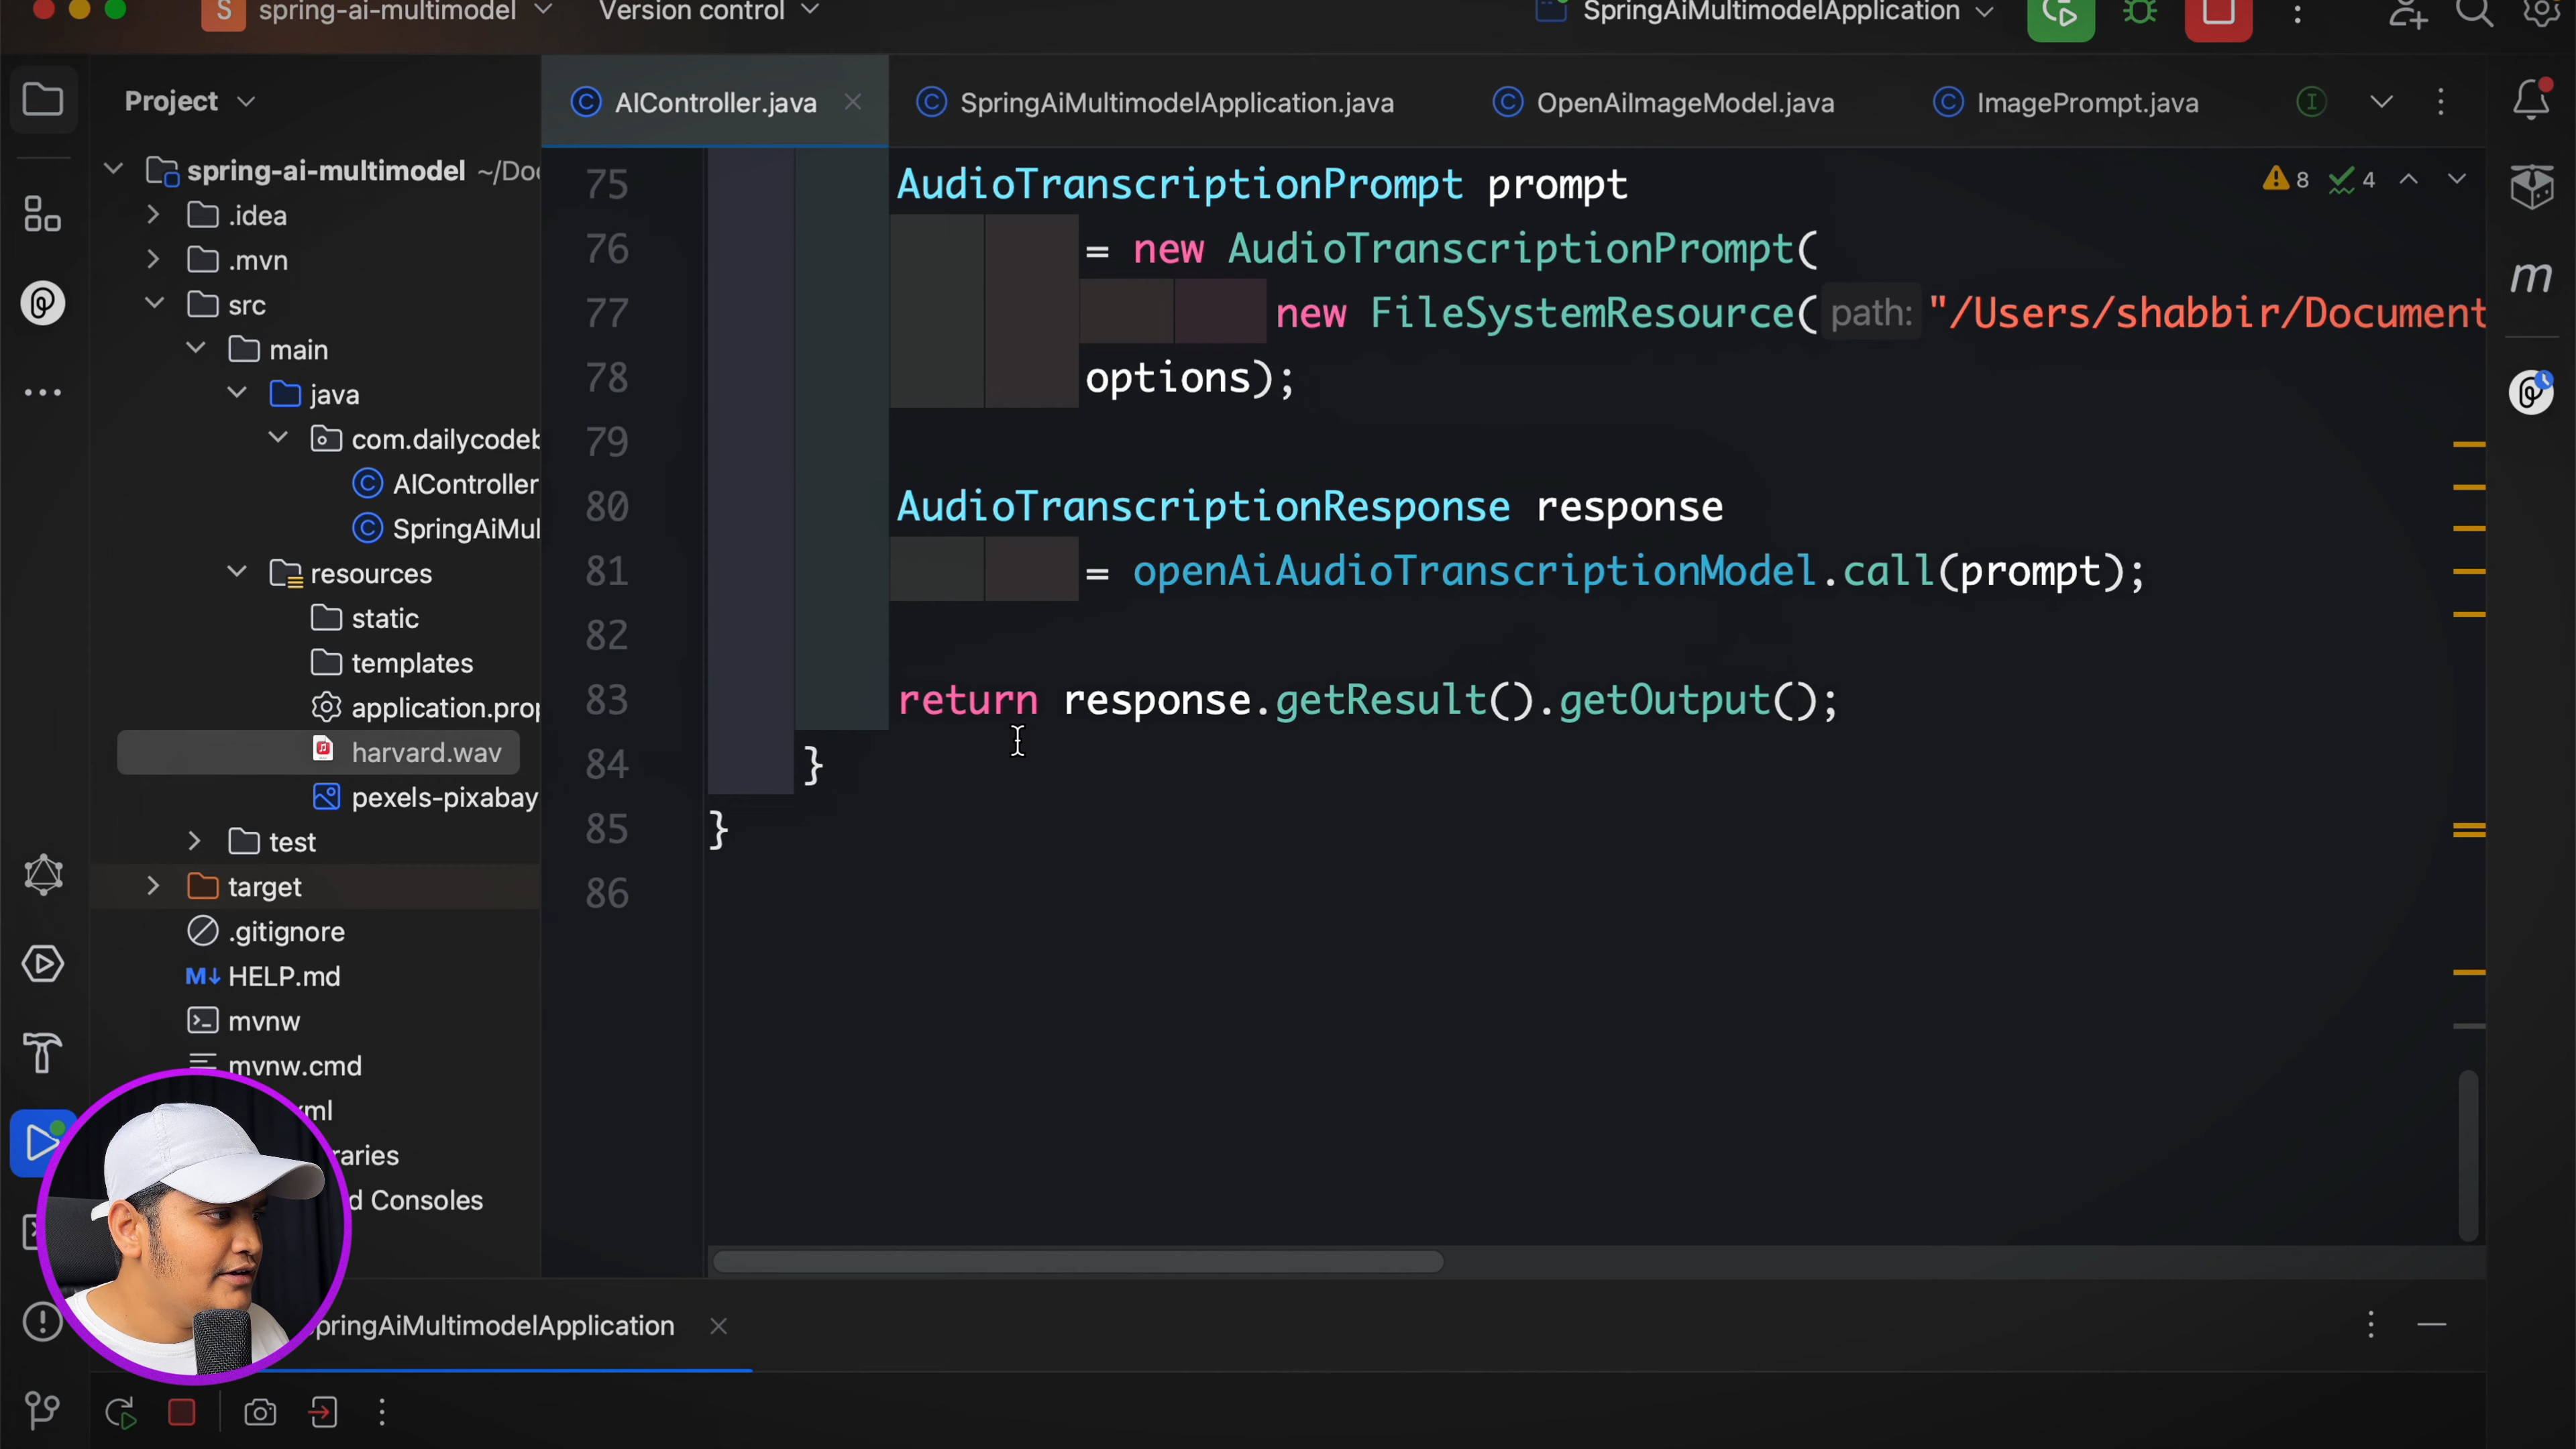 S spring-ai-multimodel
Version control
SpringAiMultimodelApplication
Project
AIController.java
SpringAiMultimodelApplication.java
OpenAiImageModel.java
ImagePrompt.java
spring-ai-multimodel ~/Doc
.idea
.mvn
src
main
java
com.dailycodeb
AIController
SpringAiMul
resources
static
templates
application.prop
harvard.wav
pexels-pixabay
test
target
.gitignore
M↓ HELP.md
mvnw
mvnw.cmd
xml
raries
d Consoles
8 4
75 AudioTranscriptionPrompt prompt
76 = new AudioTranscriptionPrompt(
77 new FileSystemResource( path: "/Users/shabbir/Document
78 options);
79
80 AudioTranscriptionResponse response
81 = openAiAudioTranscriptionModel.call(prompt);
82
83 return response.getResult().getOutput();
84 }
85 }
86
m
pringAiMultimodelApplication